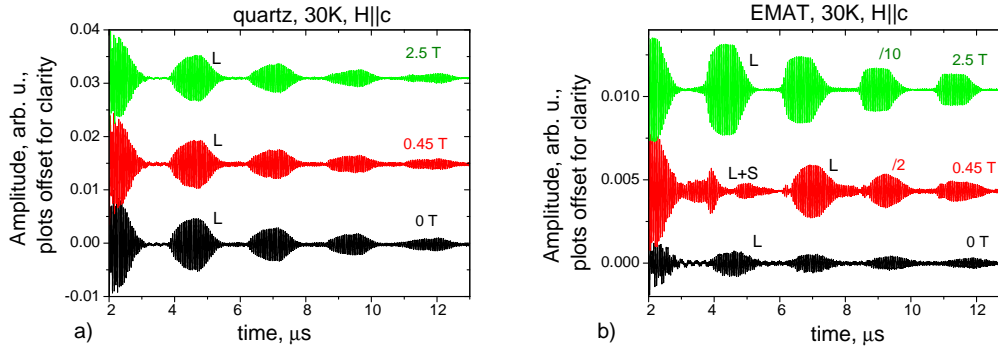 quartz, 30K, H||c
Amplitude, arb. u.,
plots offset for clarity
0.04
0.03
0.02
0.01
0.00
-0.01
2.5 T
L
0.45 T
L
0 T
L
2 4 6 8 10 12
time, μs
a)
EMAT, 30K, H||c
Amplitude, arb. u.,
plots offset for clarity
0.010
0.005
0.000
/10
2.5 T
L
L+S
L
/2
0.45 T
0 T
L
2 4 6 8 10 12
time, μs
b)